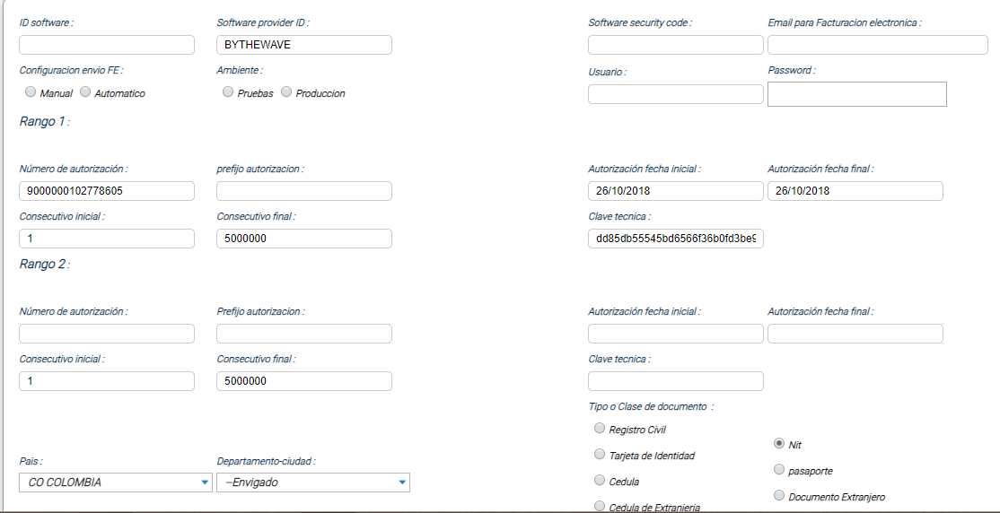 ID software : Software provider ID : Software security code : Email para Facturacion electronica :
BYTHEWAVE
Configuracion envio FE : Ambiente : Usuario : Password :
Manual Automatico Pruebas Produccion
Rango 1 :
Número de autorización : prefijo autorizacion : Autorización fecha inicial : Autorización fecha final :
9000000102778605 26/10/2018 26/10/2018
Consecutivo inicial : Consecutivo final : Clave tecnica :
1 5000000 dd85db55545bd6566f36b0fd3be9
Rango 2 :
Número de autorización : Prefijo autorizacion : Autorización fecha inicial : Autorización fecha final :
Consecutivo inicial : Consecutivo final : Clave tecnica :
1 5000000
Tipo o Clase de documento :
Registro Civil
Nit
Tarjeta de Identidad
Pais : Departamento-ciudad :
pasaporte
CO COLOMBIA --Envigado Cedula
Documento Extranjero
Cedula de Extranieria